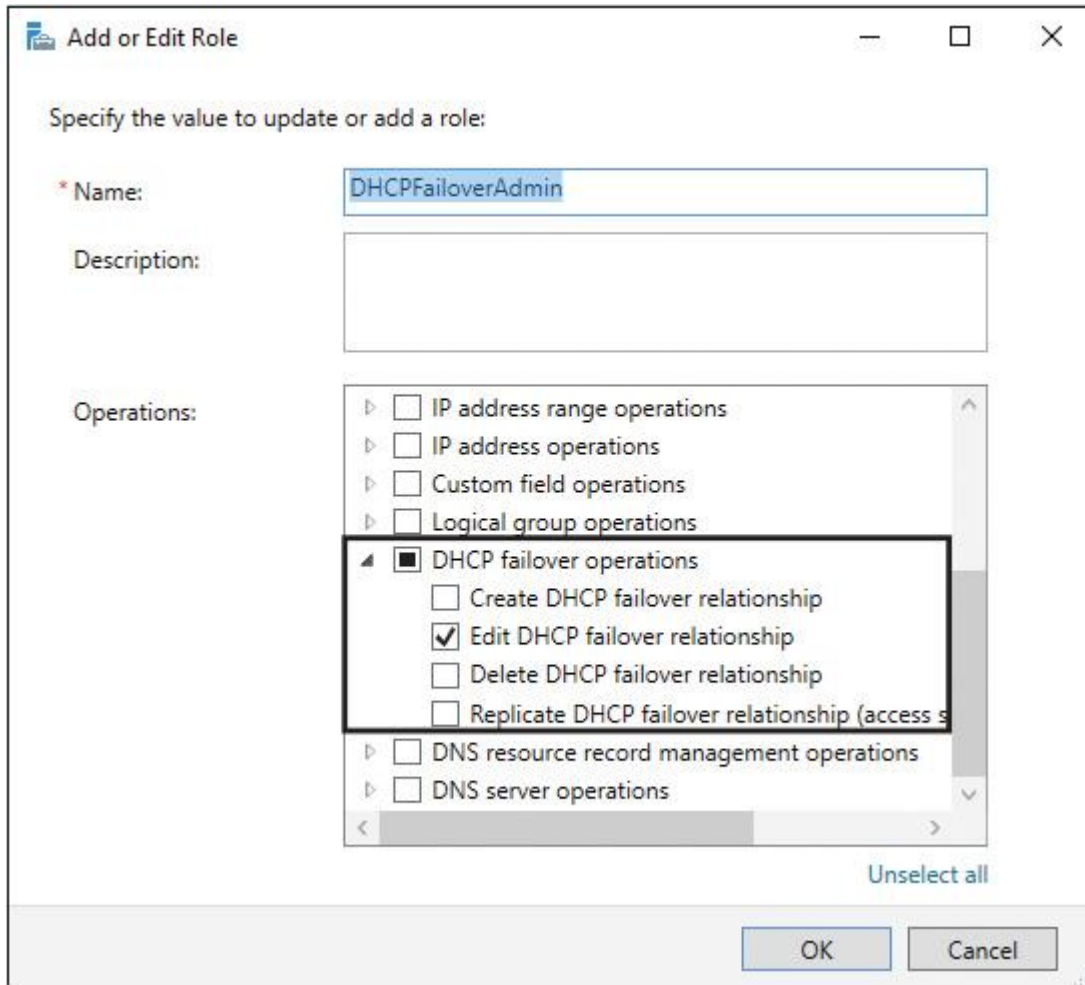 Add or Edit Role
Specify the value to update or add a role:
* Name:
DHCPFailoverAdmin
Description:
Operations:
IP address range operations
IP address operations
Custom field operations
Logical group operations
DHCP failover operations
Create DHCP failover relationship
Edit DHCP failover relationship
Delete DHCP failover relationship
Replicate DHCP failover relationship (access s
DNS resource record management operations
DNS server operations
Unselect all
OK
Cancel